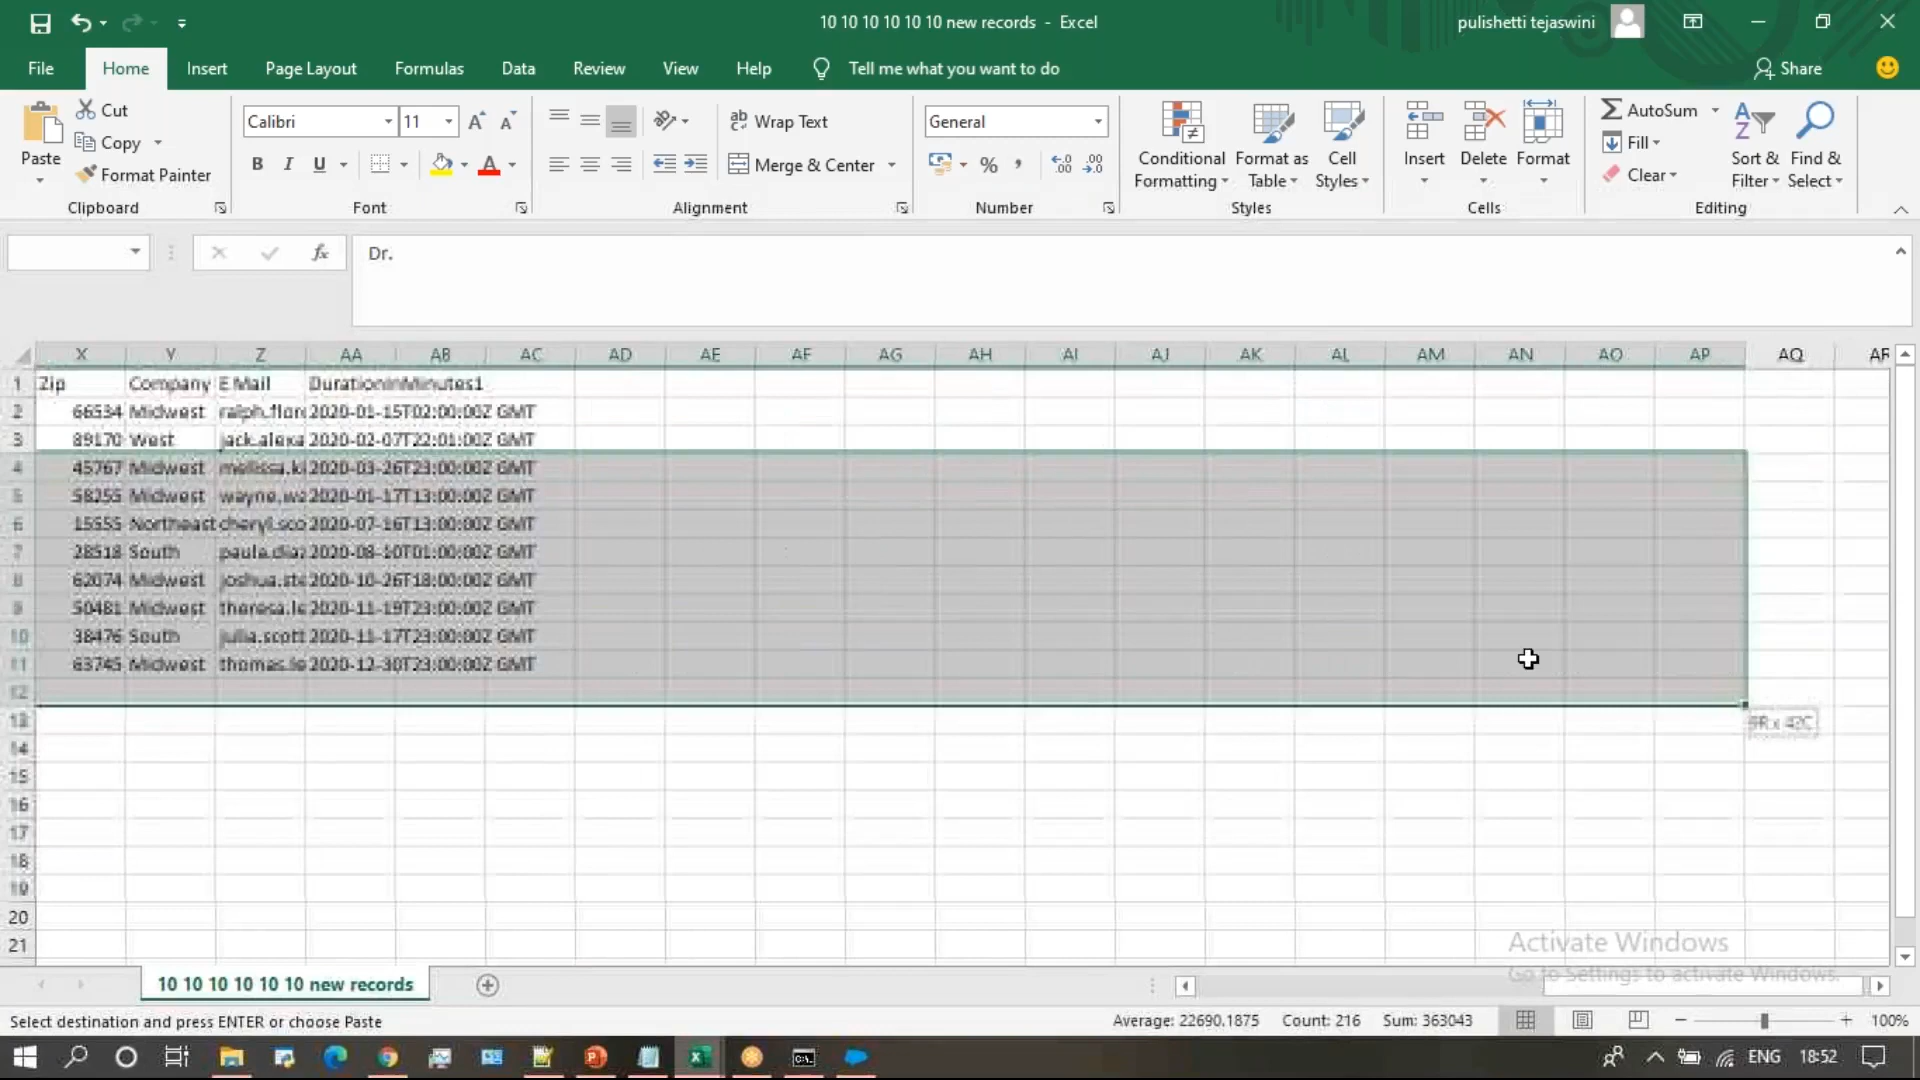 10 10 10 10 10 10 new records - Excel
pulishetti tejaswini
File Home Insert Page Layout Formulas Data Review View Help Tell me what you want to do Share
Paste
Cut
Copy
Format Painter
Clipboard
Calibri 11
B I U
Font
Wrap Text
Merge & Center
Alignment
General
%
Number
Conditional Formatting
Format as Table
Cell Styles
Styles
Insert Delete Format
Cells
AutoSum
Fill
Clear
Sort & Filter
Find & Select
Editing
fx Dr.
X Y Z AA AB AC AD AE AF AG AH AI AJ AK AL AM AN AO AP AQ AR
1 Zip Company E Mail DurationInMinutes1
2 66534 Midwest ralph.flor 2020-01-15T02:00:00Z GMT
3 89170 West jack.alexa 2020-02-07T22:01:00Z GMT
4 45767 Midwest melissa.ki 2020-03-26T23:00:00Z GMT
5 58255 Midwest wayne.wa 2020-01-17T13:00:00Z GMT
6 15555 Northeast cheryl.sco 2020-07-16T13:00:00Z GMT
7 28518 South paula.diaz 2020-08-10T01:00:00Z GMT
8 62074 Midwest joshua.ste 2020-10-26T18:00:00Z GMT
9 50481 Midwest theresa.le 2020-11-19T23:00:00Z GMT
10 38476 South julia.scott 2020-11-17T23:00:00Z GMT
11 63745 Midwest thomas.le 2020-12-30T23:00:00Z GMT
12
13 9R x 42C
14
15
16
17
18
19
20
21
Activate Windows
Go to Settings to activate Windows.
10 10 10 10 10 10 new records
Select destination and press ENTER or choose Paste
Average: 22690.1875 Count: 216 Sum: 363043 100%
ENG 18:52